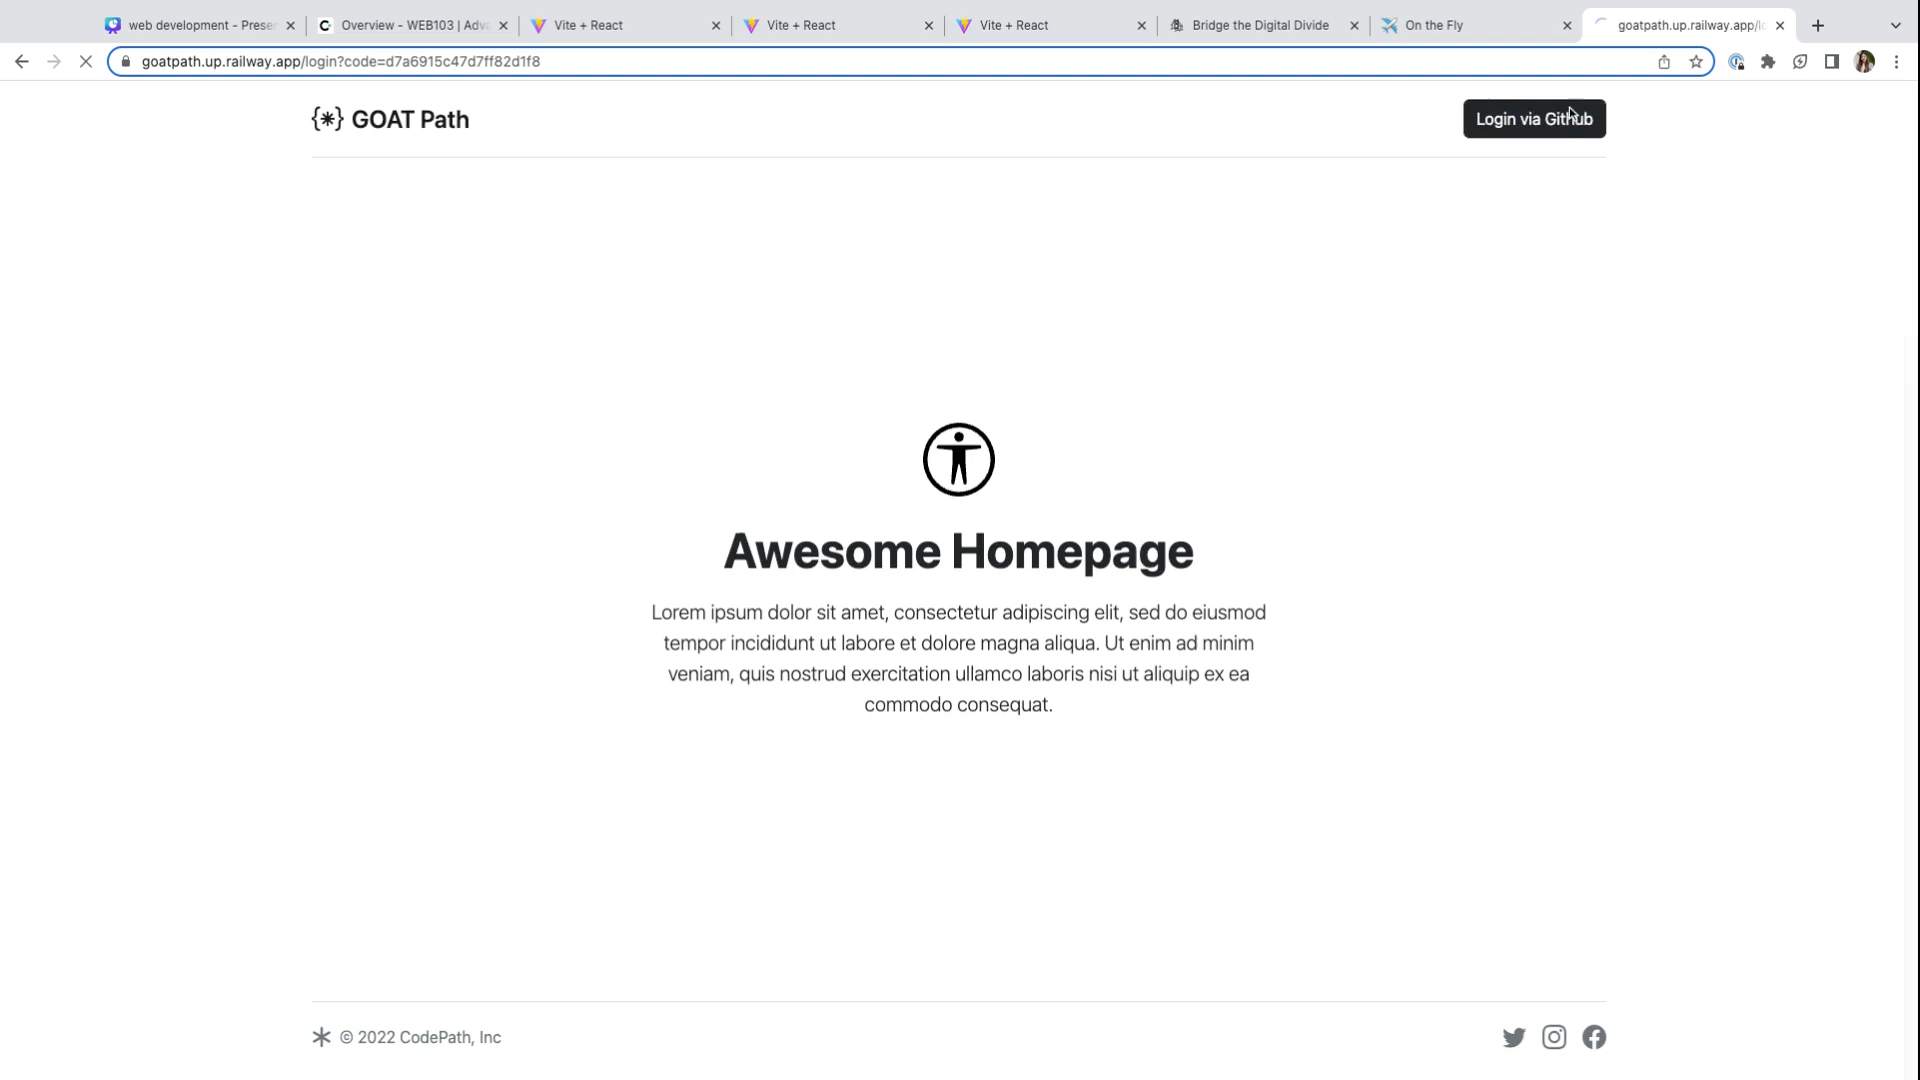 web development - Prese
Overview - WEB103 | Adva
Vite + React
Vite + React
Vite + React
Bridge the Digital Divide
On the Fly
goatpath.up.railway.app/l
goatpath.up.railway.app/login?code=d7a6915c47d7ff82d1f8
{*} GOAT Path
Login via Github
Awesome Homepage
Lorem ipsum dolor sit amet, consectetur adipiscing elit, sed do eiusmod
tempor incididunt ut labore et dolore magna aliqua. Ut enim ad minim
veniam, quis nostrud exercitation ullamco laboris nisi ut aliquip ex ea
commodo consequat.
© 2022 CodePath, Inc